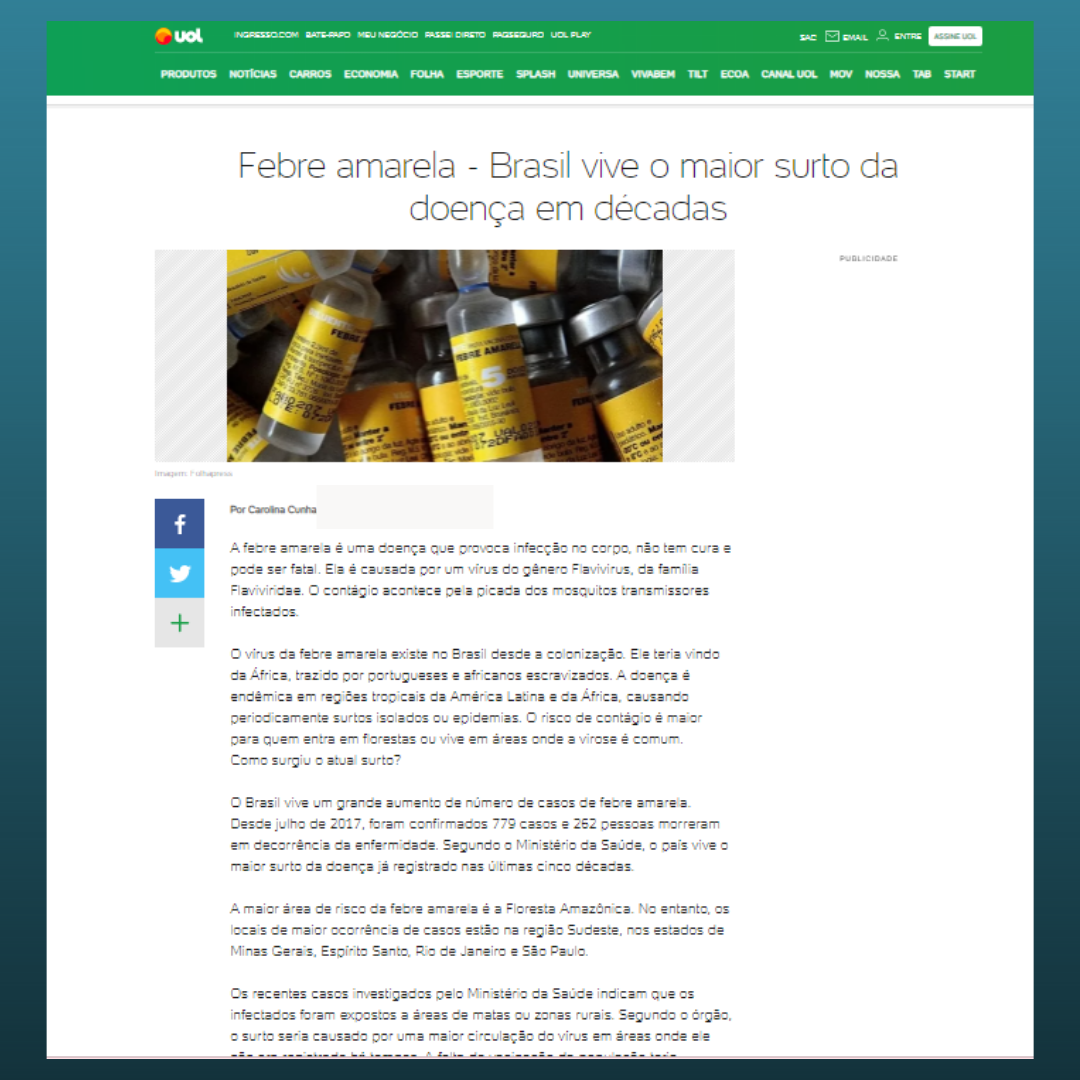 uol
INGRESSO.COM BATE-PAPO MEU NEGÓCIO PASSEI DIRETO PAGSEGURO UOL PLAY
SAC EMAIL ENTRE ASSINE UOL
PRODUTOS NOTÍCIAS CARROS ECONOMIA FOLHA ESPORTE SPLASH UNIVERSA VIVABEM TILT ECOA CANAL UOL MOV NOSSA TAB START
Febre amarela - Brasil vive o maior surto da
doença em décadas
PUBLICIDADE
FEBRE AMARELA
5
Imagem: Folhapress
Por Carolina Cunha
A febre amarela é uma doença que provoca infecção no corpo, não tem cura e
pode ser fatal. Ela é causada por um vírus do gênero Flavivirus, da família
Flaviviridae. O contágio acontece pela picada dos mosquitos transmissores
infectados.
O vírus da febre amarela existe no Brasil desde a colonização. Ele teria vindo
da África, trazido por portugueses e africanos escravizados. A doença é
endêmica em regiões tropicais da América Latina e da África, causando
periodicamente surtos isolados ou epidemias. O risco de contágio é maior
para quem entra em florestas ou vive em áreas onde a virose é comum.
Como surgiu o atual surto?
O Brasil vive um grande aumento de número de casos de febre amarela.
Desde julho de 2017, foram confirmados 779 casos e 262 pessoas morreram
em decorrência da enfermidade. Segundo o Ministério da Saúde, o país vive o
maior surto da doença já registrado nas últimas cinco décadas.
A maior área de risco da febre amarela é a Floresta Amazônica. No entanto, os
locais de maior ocorrência de casos estão na região Sudeste, nos estados de
Minas Gerais, Espírito Santo, Rio de Janeiro e São Paulo.
Os recentes casos investigados pelo Ministério da Saúde indicam que os
infectados foram expostos a áreas de matas ou zonas rurais. Segundo o órgão,
o surto seria causado por uma maior circulação do vírus em áreas onde ele